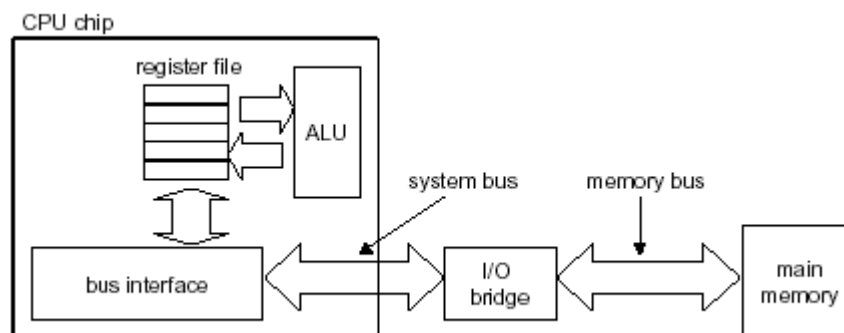 CPU chip
register file
ALU
system bus
memory bus
bus interface
I/O
bridge
main
memory